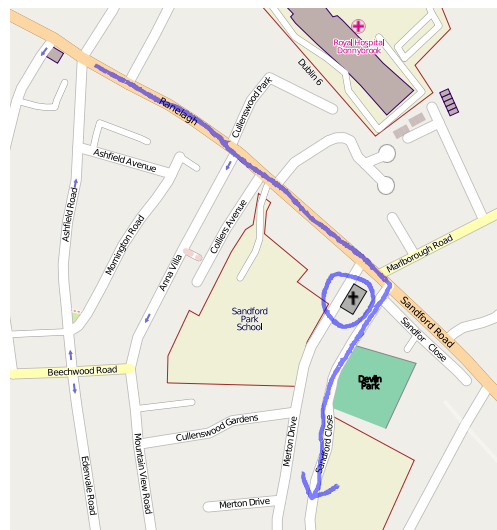 Royal Hospital
Donnybrook
Dublin 6
Ranelagh
Cullenswood Park
Ashfield Avenue
Ashfield Road
Mornington Road
Anna Villa
Colliers Avenue
Marlborough Road
Sandford Road
Sandfor
Close
Sandford
Park
School
Devlin
Park
Beechwood Road
Cullenswood Gardens
Merton Drive
Sandford Close
Mountain View Road
Edenvale Road
Merton Drive